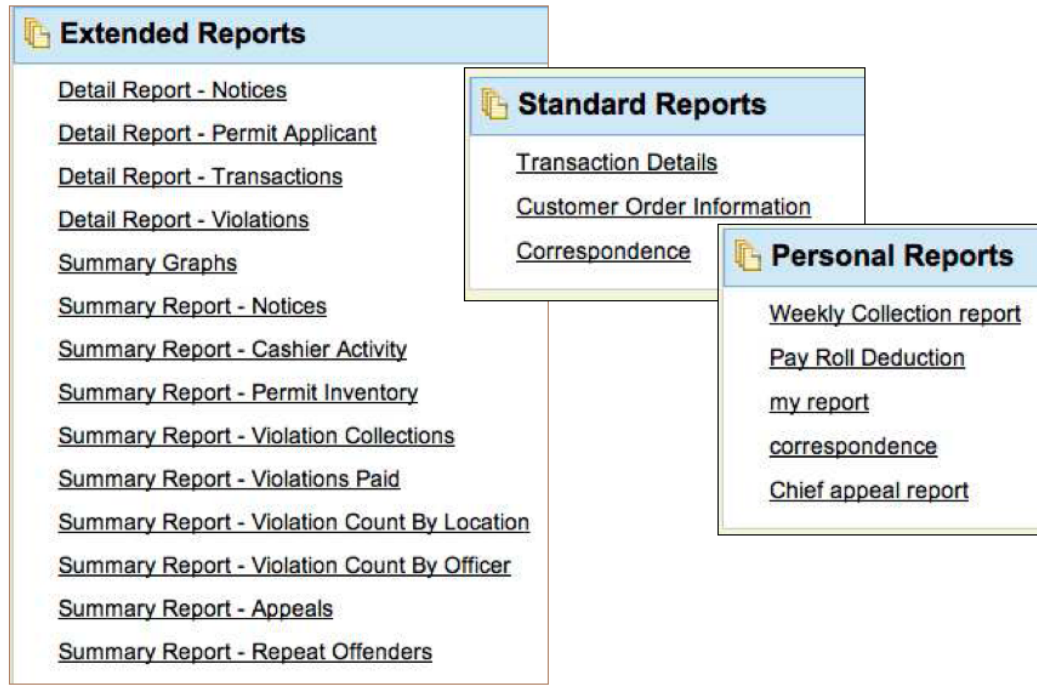 Extended Reports
Detail Report - Notices
Detail Report - Permit Applicant
Detail Report - Transactions
Detail Report - Violations
Summary Graphs
Summary Report - Notices
Summary Report - Cashier Activity
Summary Report - Permit Inventory
Summary Report - Violation Collections
Summary Report - Violations Paid
Summary Report - Violation Count By Location
Summary Report - Violation Count By Officer
Summary Report - Appeals
Summary Report - Repeat Offenders
Standard Reports
Transaction Details
Customer Order Information
Correspondence
Personal Reports
Weekly Collection report
Pay Roll Deduction
my report
correspondence
Chief appeal report